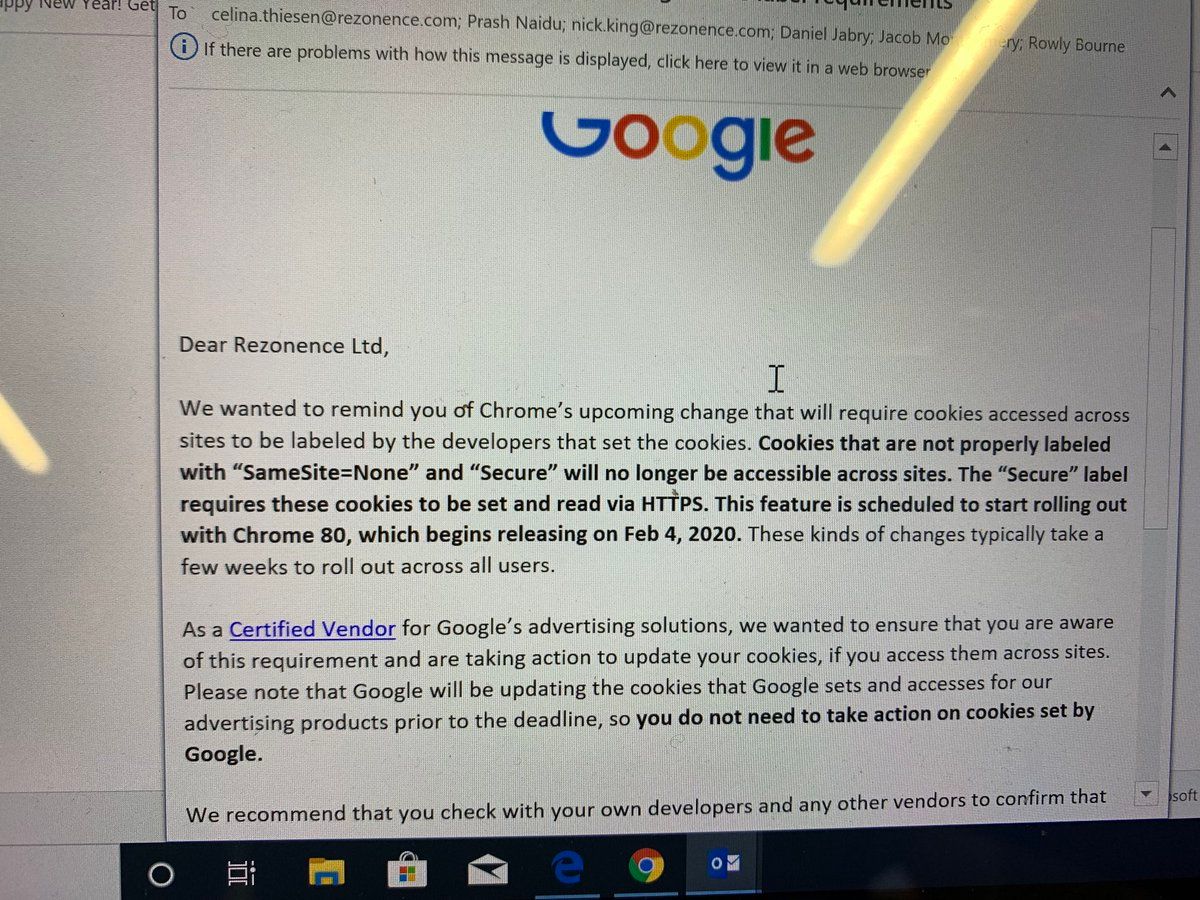 ppy New Year! Get
requirements
To celina.thiesen@rezonence.com; Prash Naidu; nick.king@rezonence.com; Daniel Jabry; Jacob Mo ery; Rowly Bourne
i If there are problems with how this message is displayed, click here to view it in a web browser
Google
Dear Rezonence Ltd,
We wanted to remind you of Chrome's upcoming change that will require cookies accessed across
sites to be labeled by the developers that set the cookies. Cookies that are not properly labeled
with “SameSite=None” and “Secure” will no longer be accessible across sites. The “Secure” label
requires these cookies to be set and read via HTTPS. This feature is scheduled to start rolling out
with Chrome 80, which begins releasing on Feb 4, 2020. These kinds of changes typically take a
few weeks to roll out across all users.
As a Certified Vendor for Google's advertising solutions, we wanted to ensure that you are aware
of this requirement and are taking action to update your cookies, if you access them across sites.
Please note that Google will be updating the cookies that Google sets and accesses for our
advertising products prior to the deadline, so you do not need to take action on cookies set by
Google.
We recommend that you check with your own developers and any other vendors to confirm that
osoft